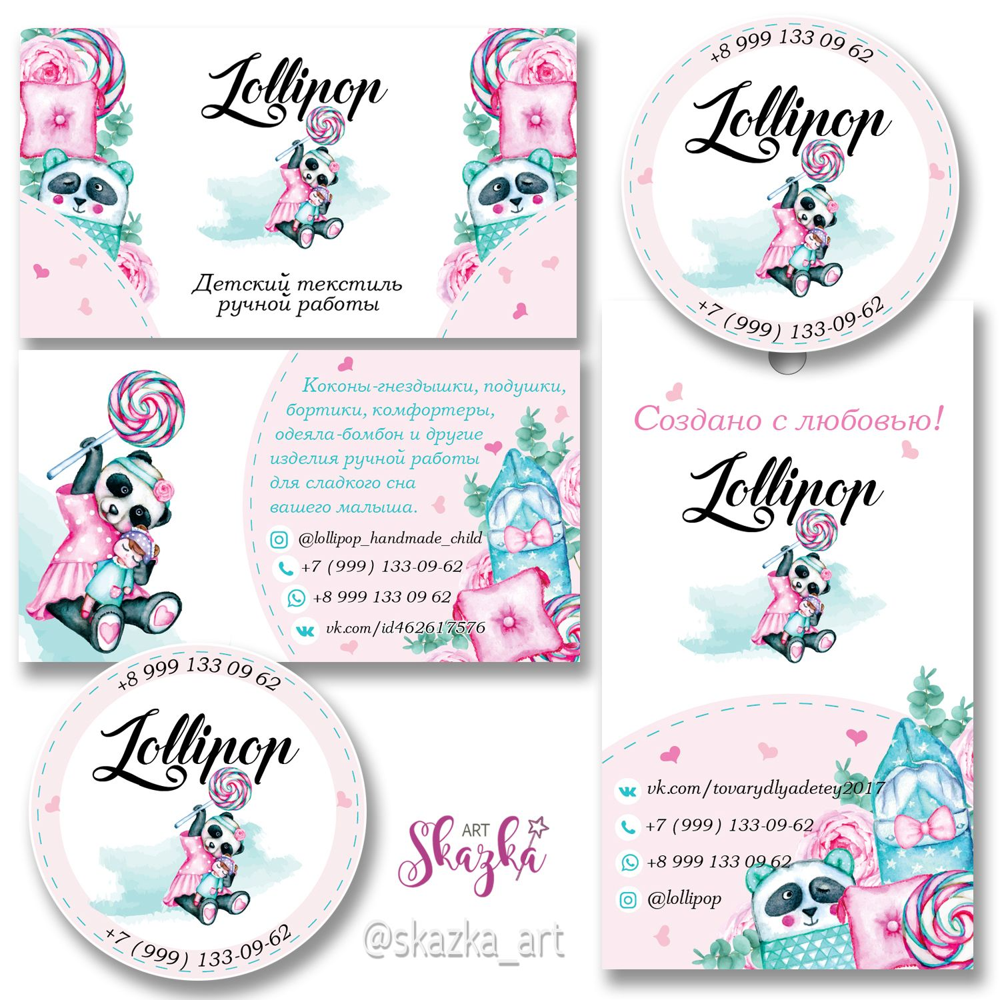 Lollipop
Детский текстиль
ручной работы
+8 999 133 09 62
Lollipop
+7 (999) 133-09-62
Коконы-гнездышки, подушки,
бортики, комфортеры,
одеяла-бомбон и другие
изделия ручной работы
для сладкого сна
вашего малыша.
@lollipop_handmade_child
+7 (999) 133-09-62
+8 999 133 09 62
vk.com/id462617576
Создано с любовью!
Lollipop
vk.com/tovarydlyadetey2017
+7 (999) 133-09-62
+8 999 133 09 62
@lollipop
+8 999 133 09 62
Lollipop
+7 (999) 133-09-62
ART
Skazka
@skazka_art